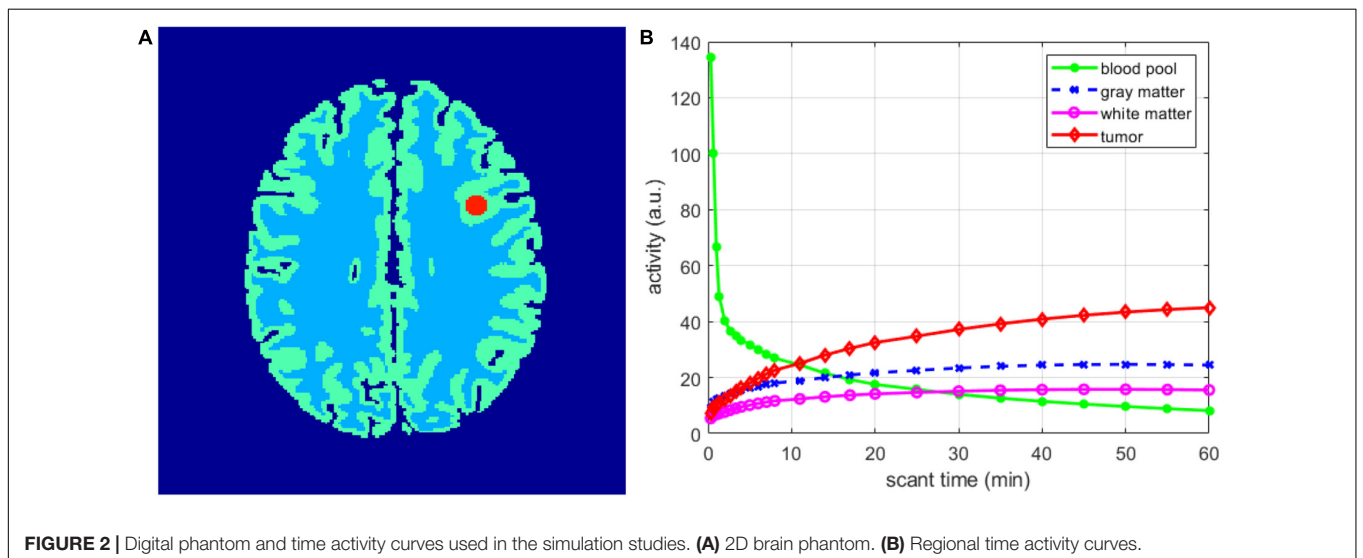 A
B
140
120
100
80
60
40
20
0
activity (a.u.)
blood pool
gray matter
white matter
tumor
0 10 20 30 40 50 60
scant time (min)
FIGURE 2 | Digital phantom and time activity curves used in the simulation studies. (A) 2D brain phantom. (B) Regional time activity curves.